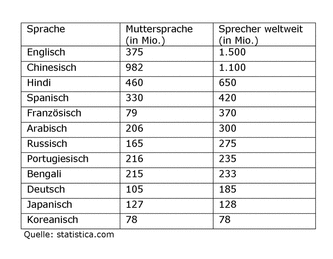 Sprache Muttersprache Sprecher weltweit
(in Mio.) (in Mio.)
Englisch 375 1.500
Chinesisch 982 1.100
Hindi 460 650
Spanisch 330 420
Französisch 79 370
Arabisch 206 300
Russisch 165 275
Portugiesisch 216 235
Bengali 215 233
Deutsch 105 185
Japanisch 127 128
Koreanisch 78 78
Quelle: statistica.com